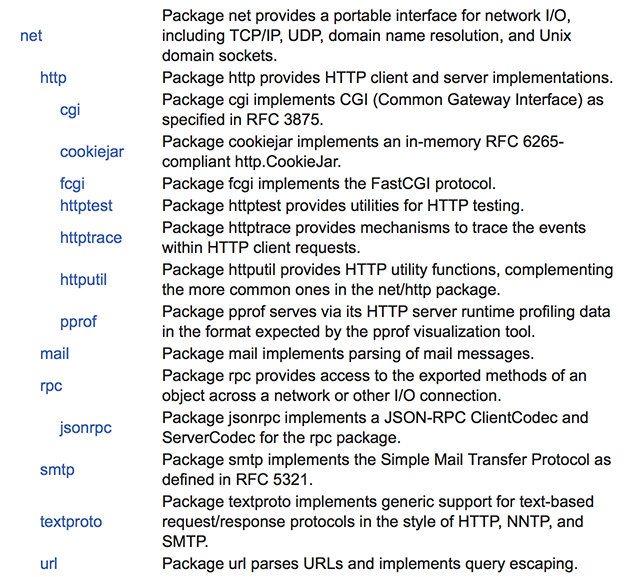 Package net provides a portable interface for network I/O,
net including TCP/IP, UDP, domain name resolution, and Unix
domain sockets.
http Package http provides HTTP client and server implementations.
cgi Package cgi implements CGI (Common Gateway Interface) as
specified in RFC 3875.
cookiejar Package cookiejar implements an in-memory RFC 6265-
compliant http.CookieJar.
fcgi Package fcgi implements the FastCGI protocol.
httptest Package httptest provides utilities for HTTP testing.
httptrace Package httptrace provides mechanisms to trace the events
within HTTP client requests.
httputil Package httputil provides HTTP utility functions, complementing
the more common ones in the net/http package.
pprof Package pprof serves via its HTTP server runtime profiling data
in the format expected by the pprof visualization tool.
mail Package mail implements parsing of mail messages.
rpc Package rpc provides access to the exported methods of an
object across a network or other I/O connection.
jsonrpc Package jsonrpc implements a JSON-RPC ClientCodec and
ServerCodec for the rpc package.
smtp Package smtp implements the Simple Mail Transfer Protocol as
defined in RFC 5321.
Package textproto implements generic support for text-based
textproto request/response protocols in the style of HTTP, NNTP, and
SMTP.
url Package url parses URLs and implements query escaping.